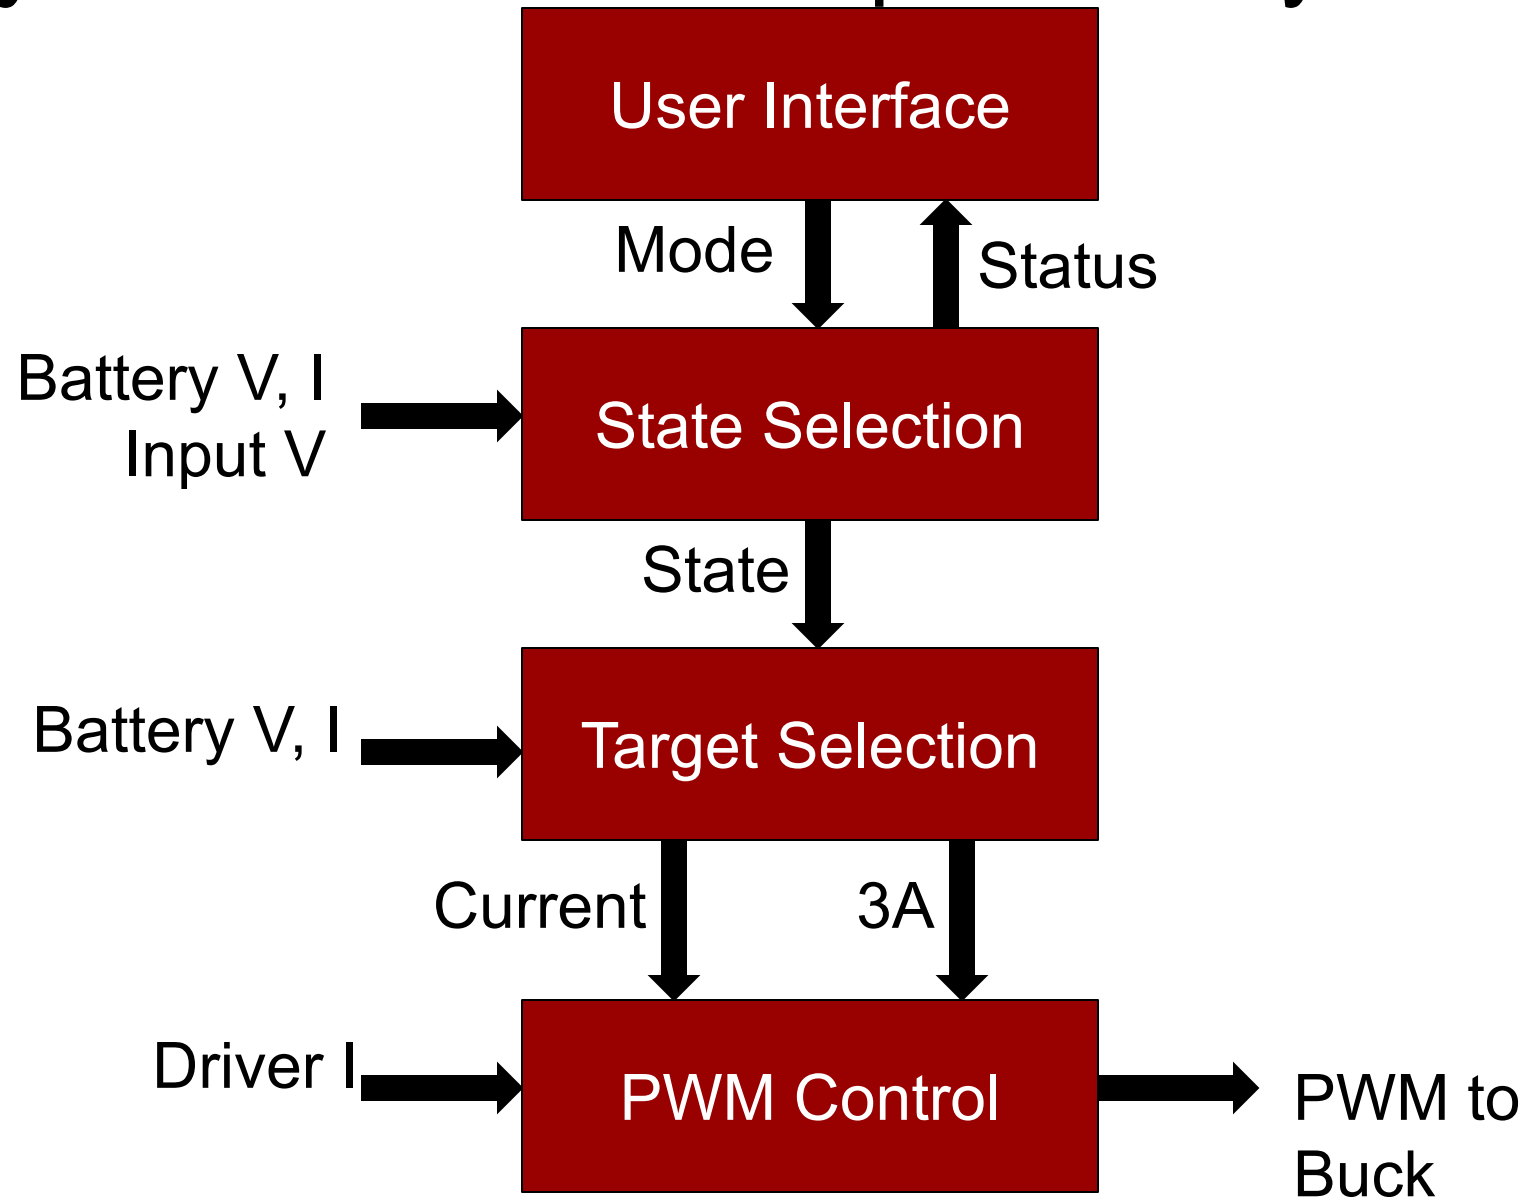 User Interface
Mode
Status
Battery V, I
Input V
State Selection
State
Battery V, I
Target Selection
Current
3A
Driver I
PWM Control
PWM to
Buck